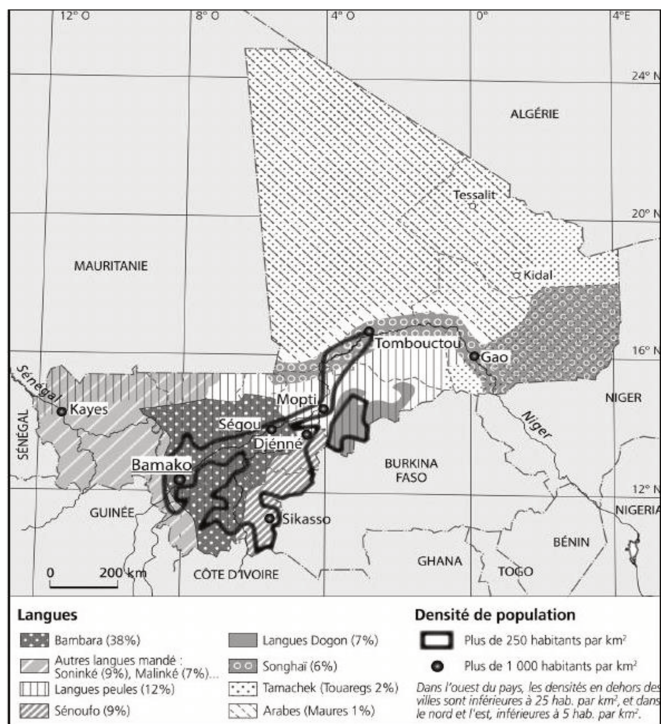 12° O
8° O
4° O
0°
4°E
24° N
ALGÉRIE
Tessalit
20° N
MAURITANIE
Kidal
Tombouctou
16° N
Gao
Sénégal
Kayes
Mopti
Ségou
Djénné
NIGER
SÉNÉGAL
Niger
Bamako
BURKINA
FASO
12° N
NIGERIA
GUINÉE
Sikasso
BÉNIN
GHANA
TOGO
0 200 km
CÔTE D'IVOIRE
Langues
Bambara (38%)
Autres langues mandé :
Soninké (9%), Malinké (7%)...
Langues peules (12%)
Sénoufo (9%)
Langues Dogon (7%)
Songhaï (6%)
Tamachek (Touaregs 2%)
Arabes (Maures 1%)
Densité de population
Plus de 250 habitants par km²
Plus de 1 000 habitants par km²
Dans l'ouest du pays, les densités en dehors des
villes sont inférieures à 25 hab. par km², et dans
le nord et l'est, inférieures à 5 hab. par km².